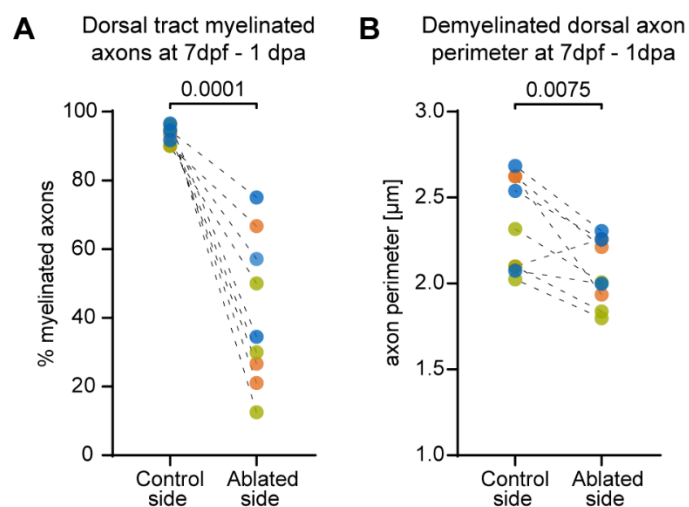 A
Dorsal tract myelinated
axons at 7dpf - 1 dpa
0.0001
100
80
60
40
20
0
% myelinated axons
Control
side
Ablated
side
B
Demyelinated dorsal axon
perimeter at 7dpf - 1dpa
0.0075
3.0
2.5
2.0
1.5
1.0
axon perimeter [µm]
Control
side
Ablated
side